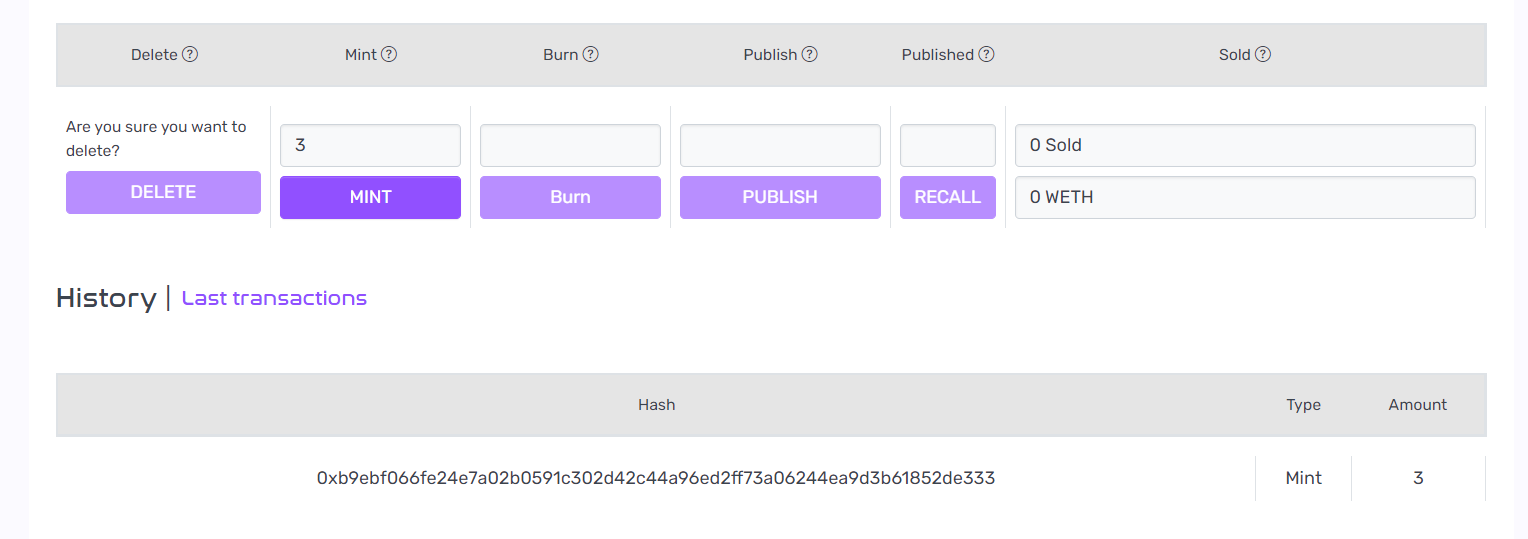 Delete ? Mint ? Burn ? Publish ? Published ? Sold ?
Are you sure you want to
delete?
3
0 Sold
DELETE
MINT
Burn
PUBLISH
RECALL
0 WETH
History | Last transactions
Hash Type Amount
0xb9ebf066fe24e7a02b0591c302d42c44a96ed2ff73a06244ea9d3b61852de333 Mint 3